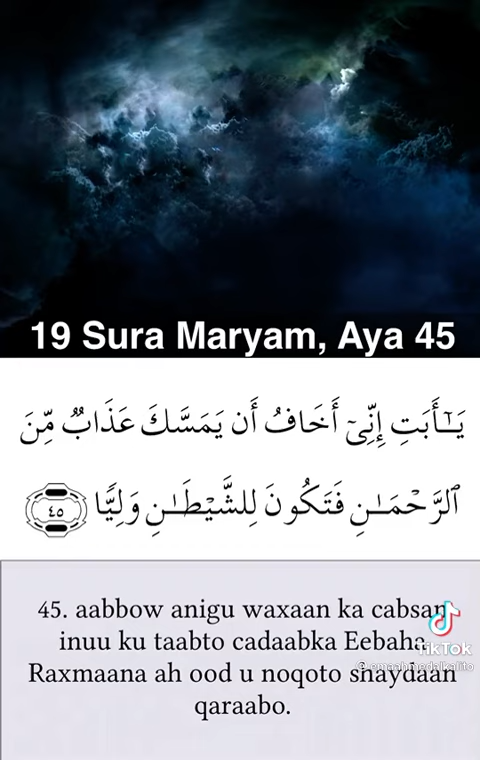 19 Sura Maryam, Aya 45
يَـٰٓأَبَتِ إِنِّىٓ أَخَافُ أَن يَمَسَّكَ عَذَابٌ مِّنَ
ٱلرَّحْمَـٰنِ فَتَكُونَ لِلشَّيْطَـٰنِ وَلِيًّا ٤٥
45. aabbow anigu waxaan ka cabsan
inuu ku taabto cadaabka Eebaha
Raxmaana ah ood u noqoto shaydaan
qaraabo.
TikTok